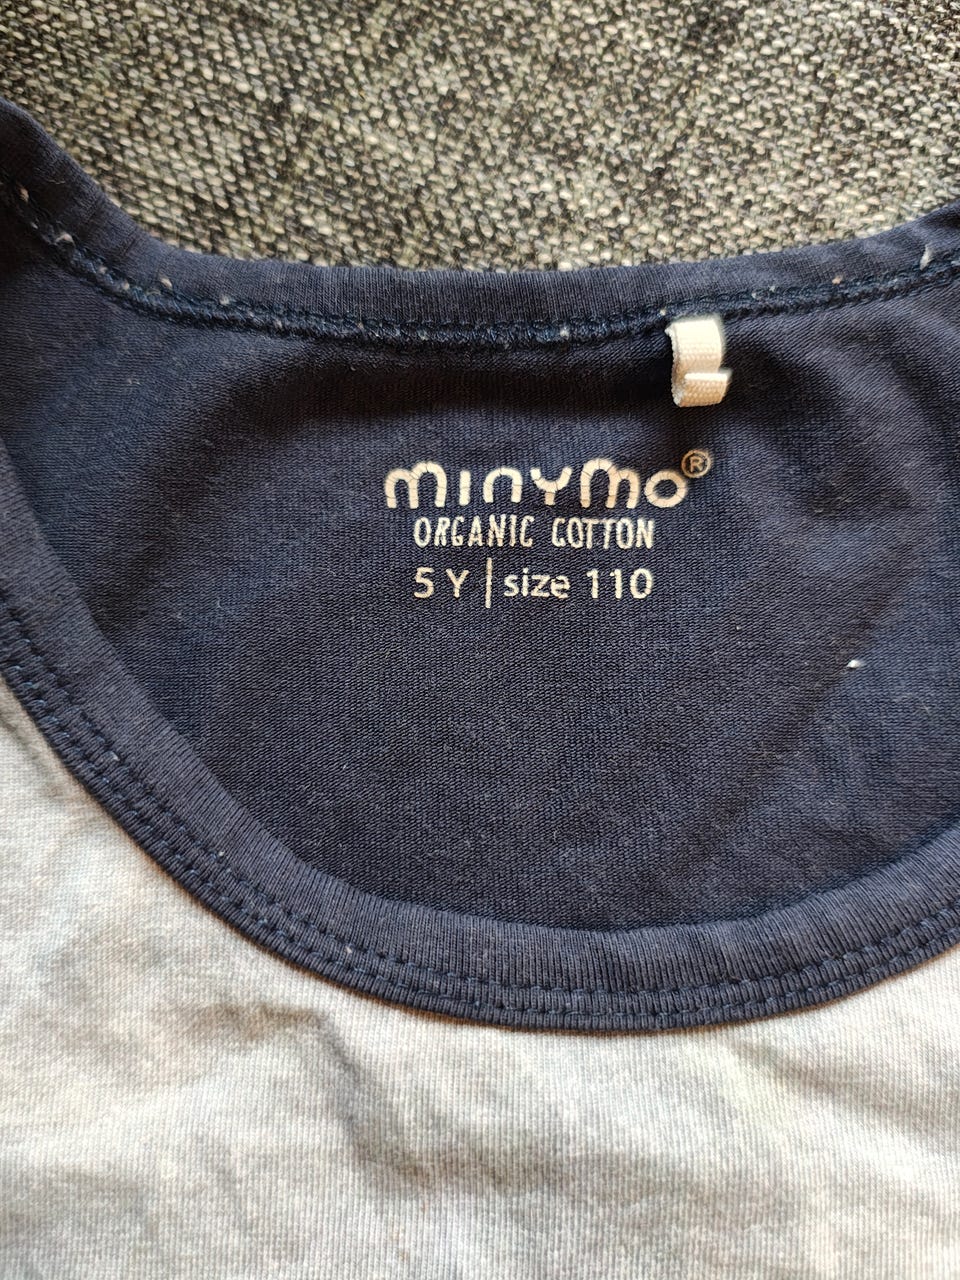 minymo®
ORGANIC COTTON
5 Y | size 110